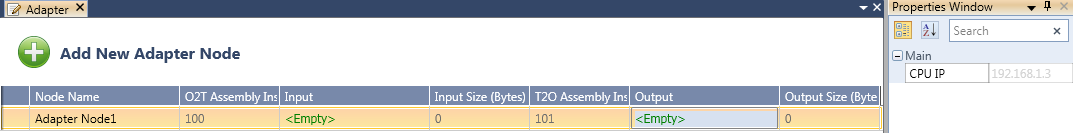 Adapter
Properties Window
Add New Adapter Node
Search
Main
CPU IP 192.168.1.3
Node Name O2T Assembly Ins Input Input Size (Bytes) T2O Assembly Ins Output Output Size (Byte
Adapter Node1 100 <Empty> 0 101 <Empty> 0